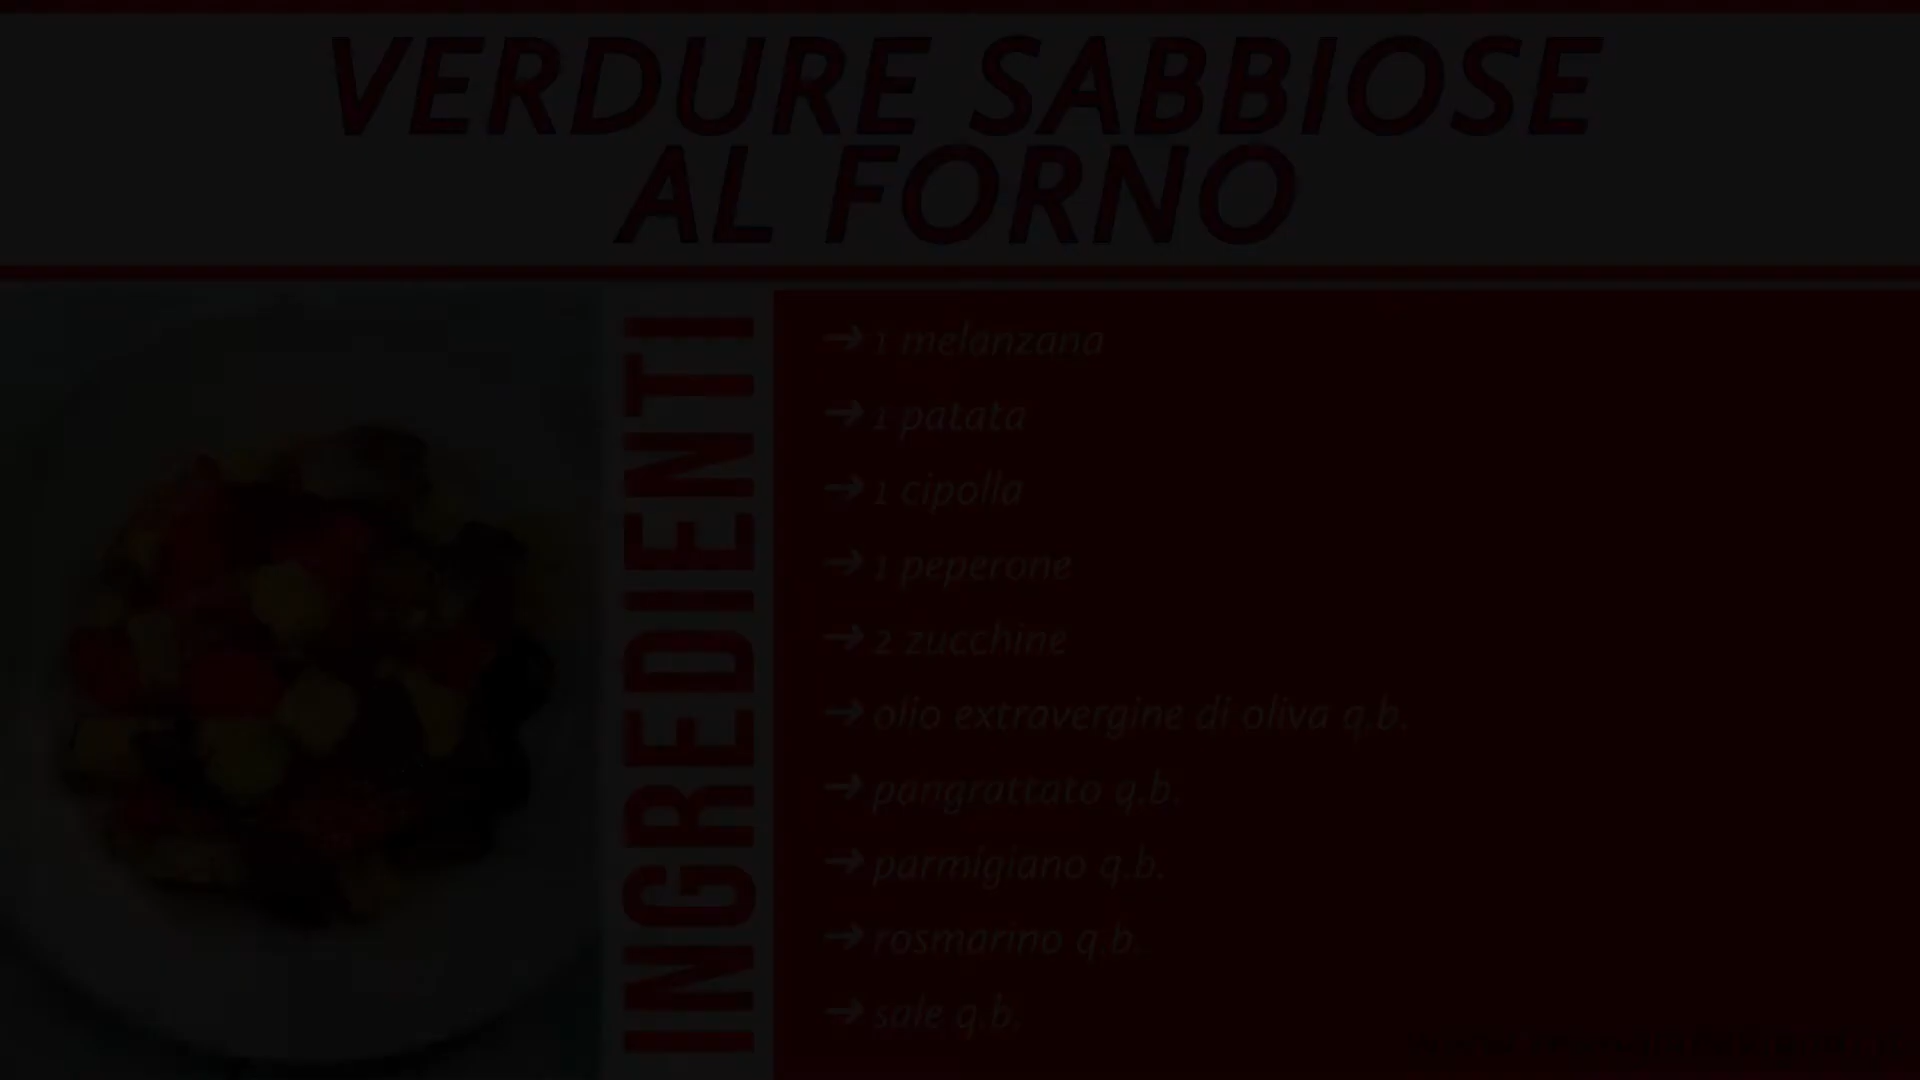 VERDURE SABBIOSE
AL FORNO
INGREDIENTI
→ 1 melanzana
→ 1 patata
→ 1 cipolla
→ 1 peperone
→ 2 zucchine
→ olio extravergine di oliva q.b.
→ pangrattato q.b.
→ parmigiano q.b.
→ rosmarino q.b.
→ sale q.b.